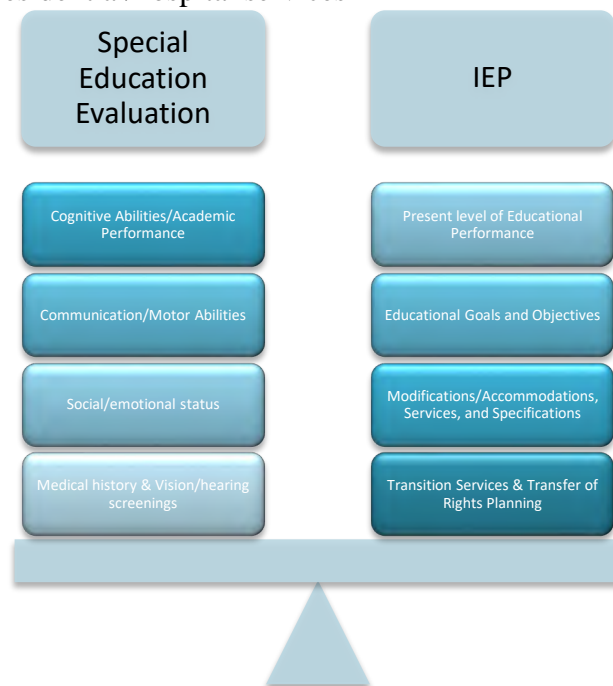 Special
Education
Evaluation
IEP
Cognitive Abilities/Academic
Performance
Communication/Motor Abilities
Social/emotional status
Medical history & Vision/hearing
screenings
Present level of Educational
Performance
Educational Goals and Objectives
Modifications/Accommodations,
Services, and Specifications
Transition Services & Transfer of
Rights Planning